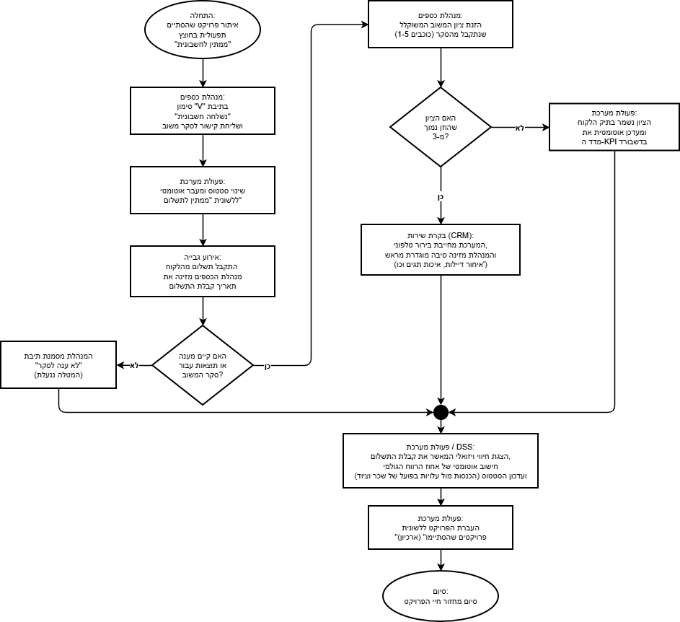 התחלה:
איתור פרויקט שהסתיים
תפעולית בחוצץ
"ממתין לחשבונית"
מנהלת כספים:
סימון "V" בתיבת
"נשלחה חשבונית"
ושליחת קישור לסקר משוב
פעולת מערכת:
שינוי סטטוס ומעבר אוטומטי
ללשונית "ממתין לתשלום"
אירוע גבייה:
התקבל תשלום מהלקוח
מנהלת הכספים מזינה את
תאריך קבלת התשלום
האם קיים מענה
או תוצאות עבור
סקר המשוב?
לא
כן
המנהלת מסמנת תיבת
"לא ענה לסקר"
(המטלה ננעלת)
מנהלת כספים:
הזנת ציון המשוב המשוקלל
שנתקבל מהסקר (כוכבים 1-5)
האם הציון
שהוזן נמוך
מ-3?
לא
כן
פעולת מערכת:
הציון נשמר בתיק הלקוח
ומעדכן אוטומטית את
מדד ה-KPI בדשבורד
בקרת שירות (CRM):
המערכת מחייבת בירור טלפוני,
והמנהלת מזינה סיבה מוגדרת מראש
(איחור דיילות, איכות תגים וכו')
פעולת מערכת / DSS:
הצגת חיווי ויזואלי המאשר את קבלת התשלום,
חישוב אוטומטי של אחוז הרווח הגולמי
(הכנסות מול עלויות בפועל של שכר וציוד) ועדכון הסטטוס
פעולת מערכת:
העברת הפרויקט ללשונית
"פרויקטים שהסתיימו" (ארכיון)
סיום:
סיום מחזור חיי הפרויקט